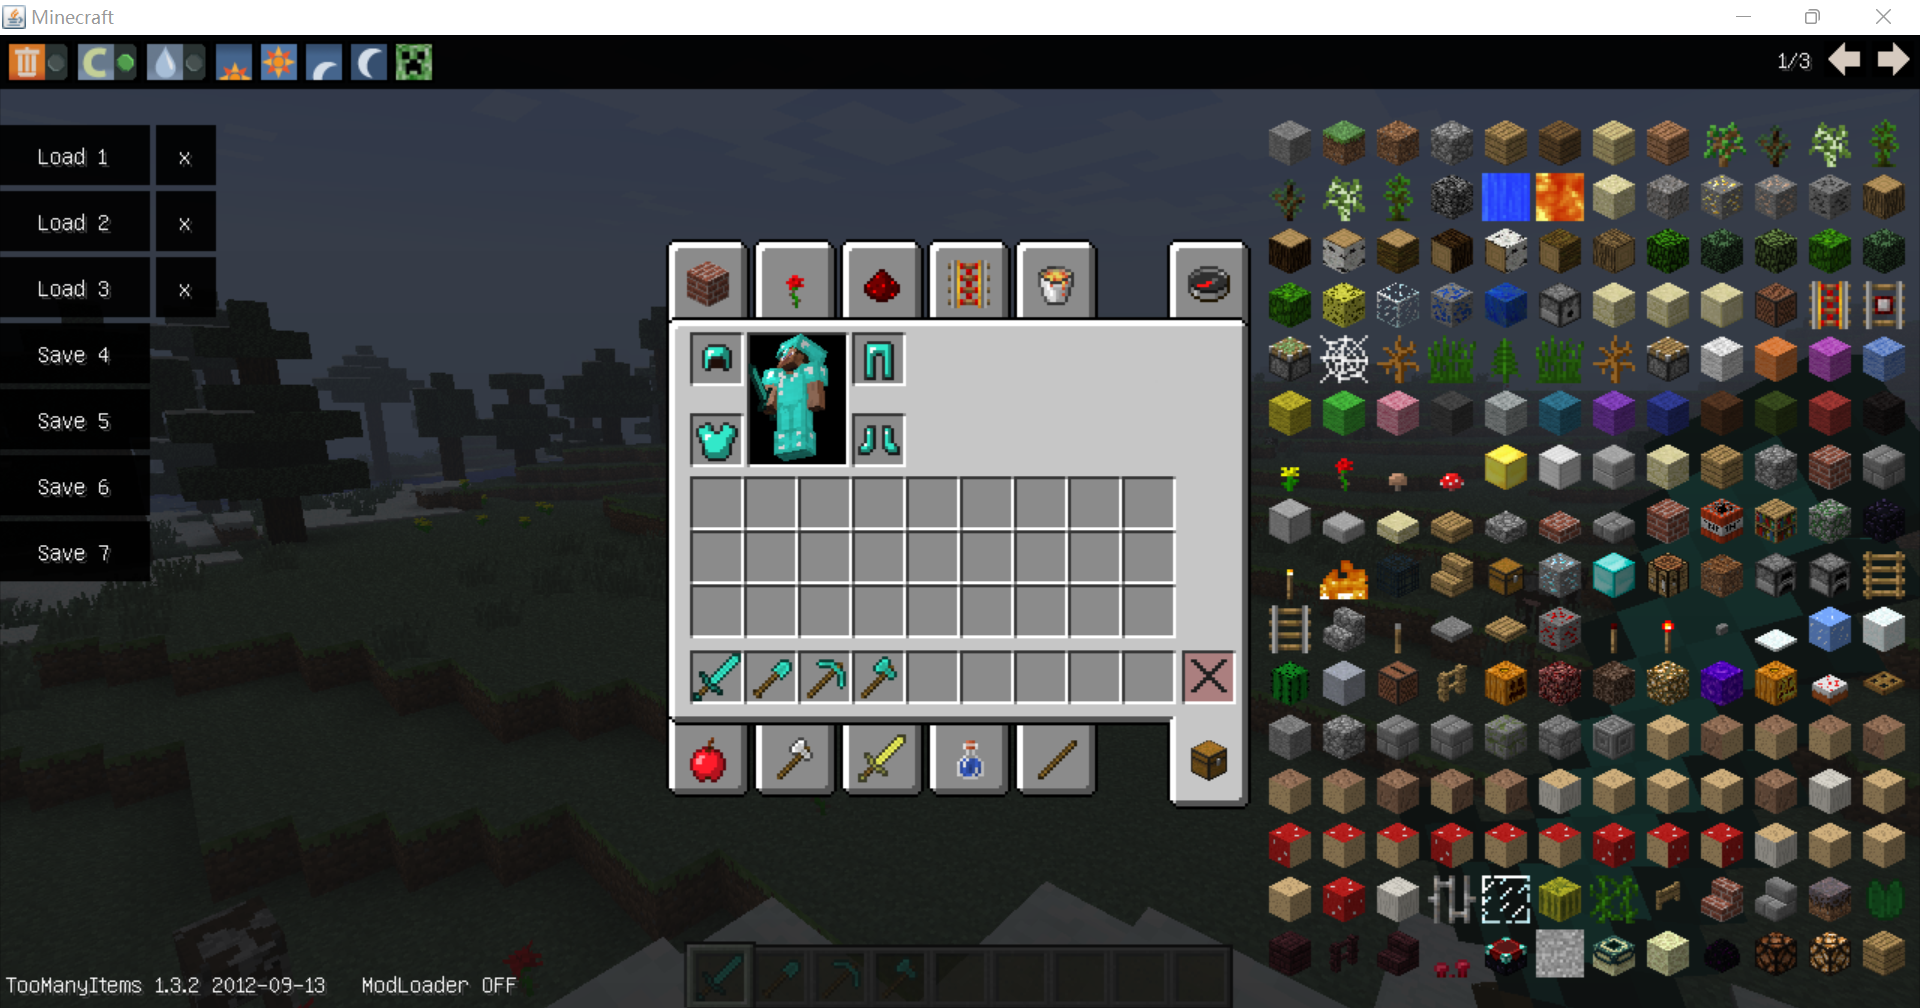 Minecraft
1/3
Load 1 x
Load 2 x
Load 3 x
Save 4
Save 5
Save 6
Save 7
TooManyItems 1.3.2 2012-09-13 ModLoader OFF